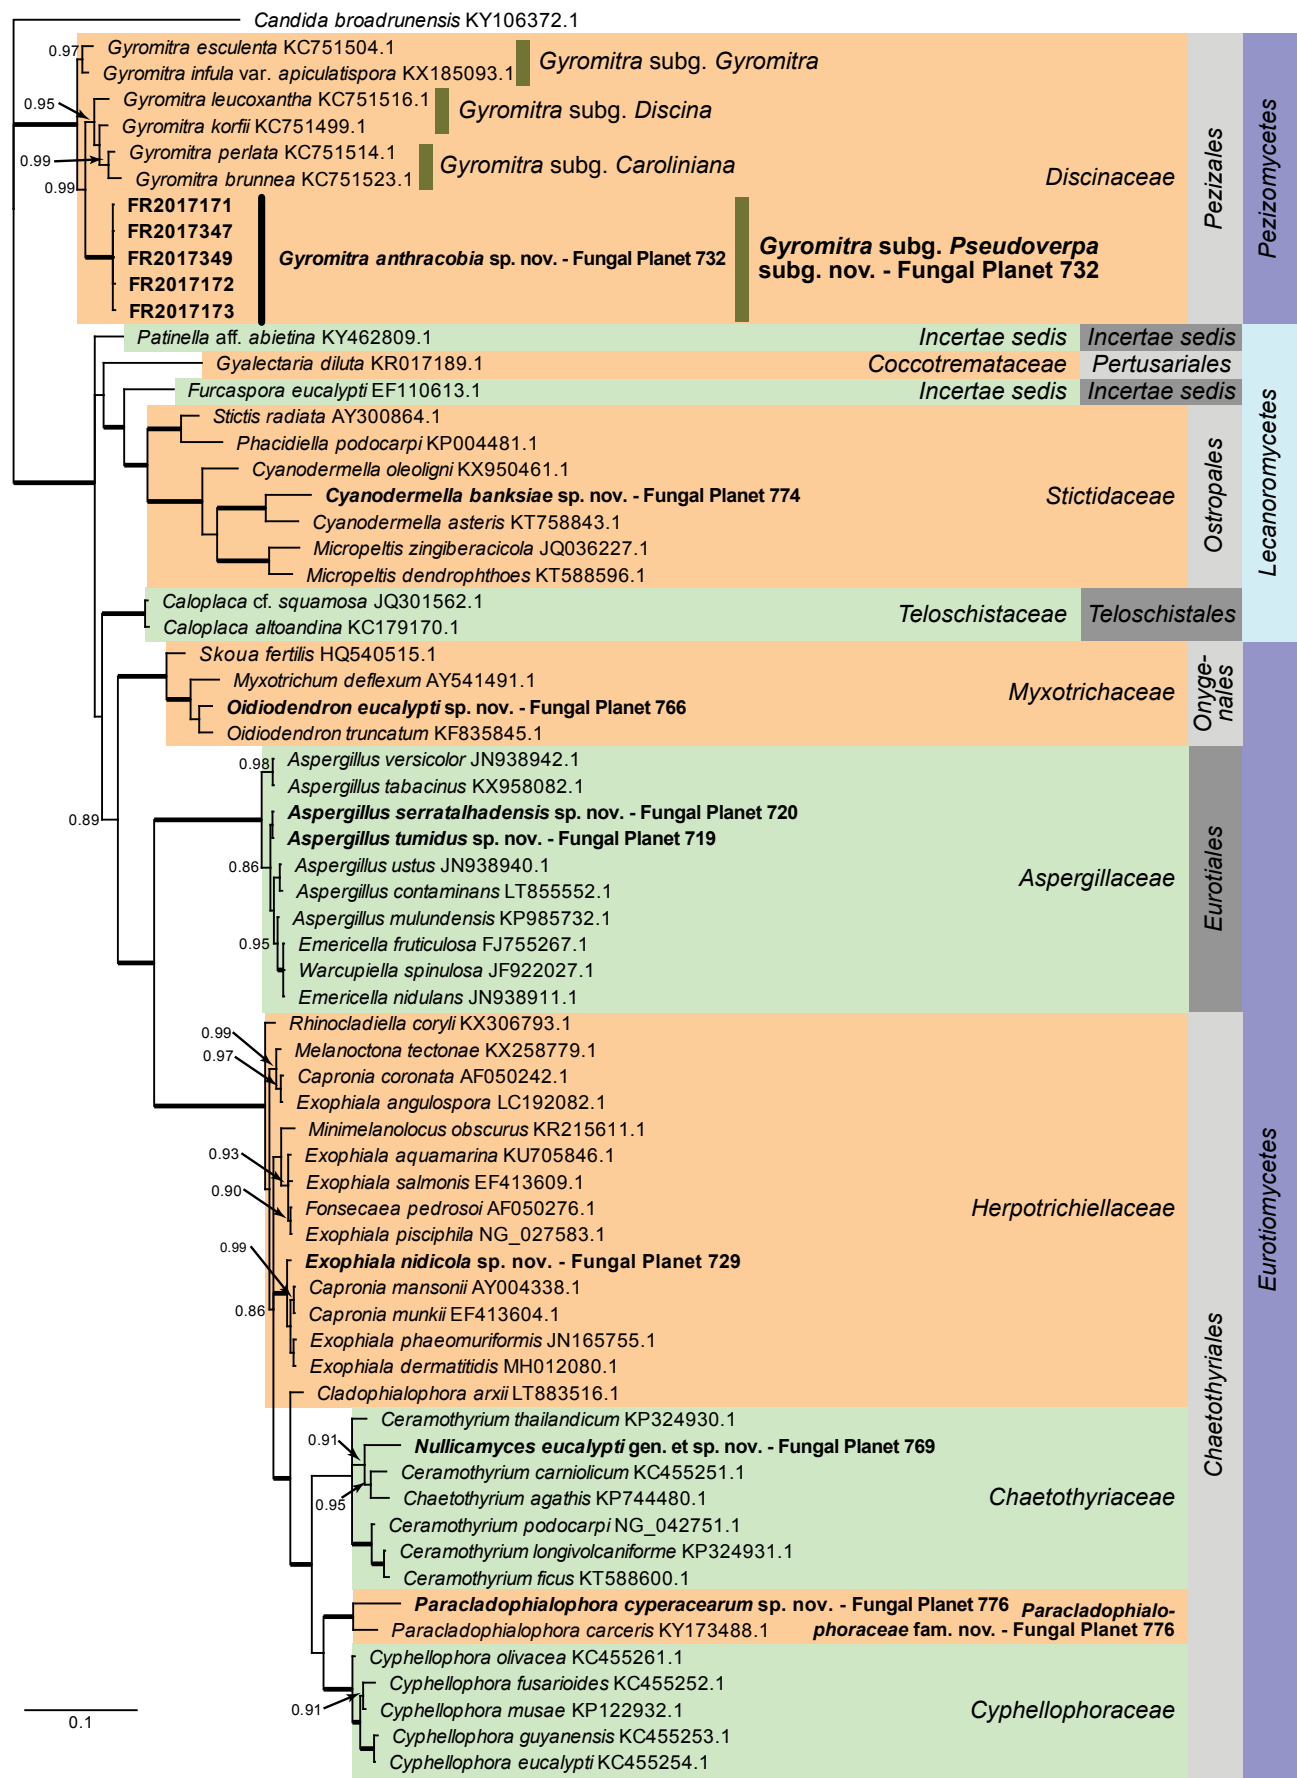 Candida broadrunensis KY106372.1
0.97
Gyromitra esculenta KC751504.1
Gyromitra infula var. apiculatispora KX185093.1
Gyromitra subg. Gyromitra
0.95
Gyromitra leucoxantha KC751516.1
Gyromitra korfii KC751499.1
Gyromitra subg. Discina
0.99
Gyromitra perlata KC751514.1
Gyromitra brunnea KC751523.1
Gyromitra subg. Caroliniana
0.99
Discinaceae
Pezizales
Pezizomycetes
FR2017171
FR2017347
FR2017349
FR2017172
FR2017173
Gyromitra anthracobia sp. nov. - Fungal Planet 732
Gyromitra subg. Pseudoverpa
subg. nov. - Fungal Planet 732
Patinella aff. abietina KY462809.1
Incertae sedis
Incertae sedis
Gyalectaria diluta KR017189.1
Coccotremataceae
Pertusariales
Furcaspora eucalypti EF110613.1
Incertae sedis
Incertae sedis
Stictis radiata AY300864.1
Phacidiella podocarpi KP004481.1
Cyanodermella oleoligni KX950461.1
Cyanodermella banksiae sp. nov. - Fungal Planet 774
Cyanodermella asteris KT758843.1
Micropeltis zingiberacicola JQ036227.1
Micropeltis dendrophthoes KT588596.1
Stictidaceae
Ostropales
Lecanoromycetes
Caloplaca cf. squamosa JQ301562.1
Caloplaca altoandina KC179170.1
Teloschistaceae
Teloschistales
Skoua fertilis HQ540515.1
Myxotrichum deflexum AY541491.1
Oidiodendron eucalypti sp. nov. - Fungal Planet 766
Oidiodendron truncatum KF835845.1
Myxotrichaceae
Onyge-
nales
0.98
Aspergillus versicolor JN938942.1
Aspergillus tabacinus KX958082.1
Aspergillus serratalhadensis sp. nov. - Fungal Planet 720
Aspergillus tumidus sp. nov. - Fungal Planet 719
0.89
0.86
Aspergillus ustus JN938940.1
Aspergillus contaminans LT855552.1
Aspergillus mulundensis KP985732.1
0.95
Emericella fruticulosa FJ755267.1
Warcupiella spinulosa JF922027.1
Emericella nidulans JN938911.1
Aspergillaceae
Eurotiales
Eurotiomycetes
Rhinocladiella coryli KX306793.1
0.99
Melanoctona tectonae KX258779.1
0.97
Capronia coronata AF050242.1
Exophiala angulospora LC192082.1
Minimelanolocus obscurus KR215611.1
0.93
Exophiala aquamarina KU705846.1
Exophiala salmonis EF413609.1
0.90
Fonsecaea pedrosoi AF050276.1
Exophiala pisciphila NG_027583.1
0.99
Exophiala nidicola sp. nov. - Fungal Planet 729
Capronia mansonii AY004338.1
0.86
Capronia munkii EF413604.1
Exophiala phaeomuriformis JN165755.1
Exophiala dermatitidis MH012080.1
Cladophialophora arxii LT883516.1
Herpotrichiellaceae
Chaetothyriales
Ceramothyrium thailandicum KP324930.1
0.91
Nullicamyces eucalypti gen. et sp. nov. - Fungal Planet 769
Ceramothyrium carniolicum KC455251.1
0.95
Chaetothyrium agathis KP744480.1
Ceramothyrium podocarpi NG_042751.1
Ceramothyrium longivolcaniforme KP324931.1
Ceramothyrium ficus KT588600.1
Chaetothyriaceae
Paracladophialophora cyperacearum sp. nov. - Fungal Planet 776
Paracladophialophora carceris KY173488.1
Paracladophialo-
phoraceae fam. nov. - Fungal Planet 776
Cyphellophora olivacea KC455261.1
Cyphellophora fusarioides KC455252.1
0.91
Cyphellophora musae KP122932.1
Cyphellophora guyanensis KC455253.1
Cyphellophora eucalypti KC455254.1
Cyphellophoraceae
0.1